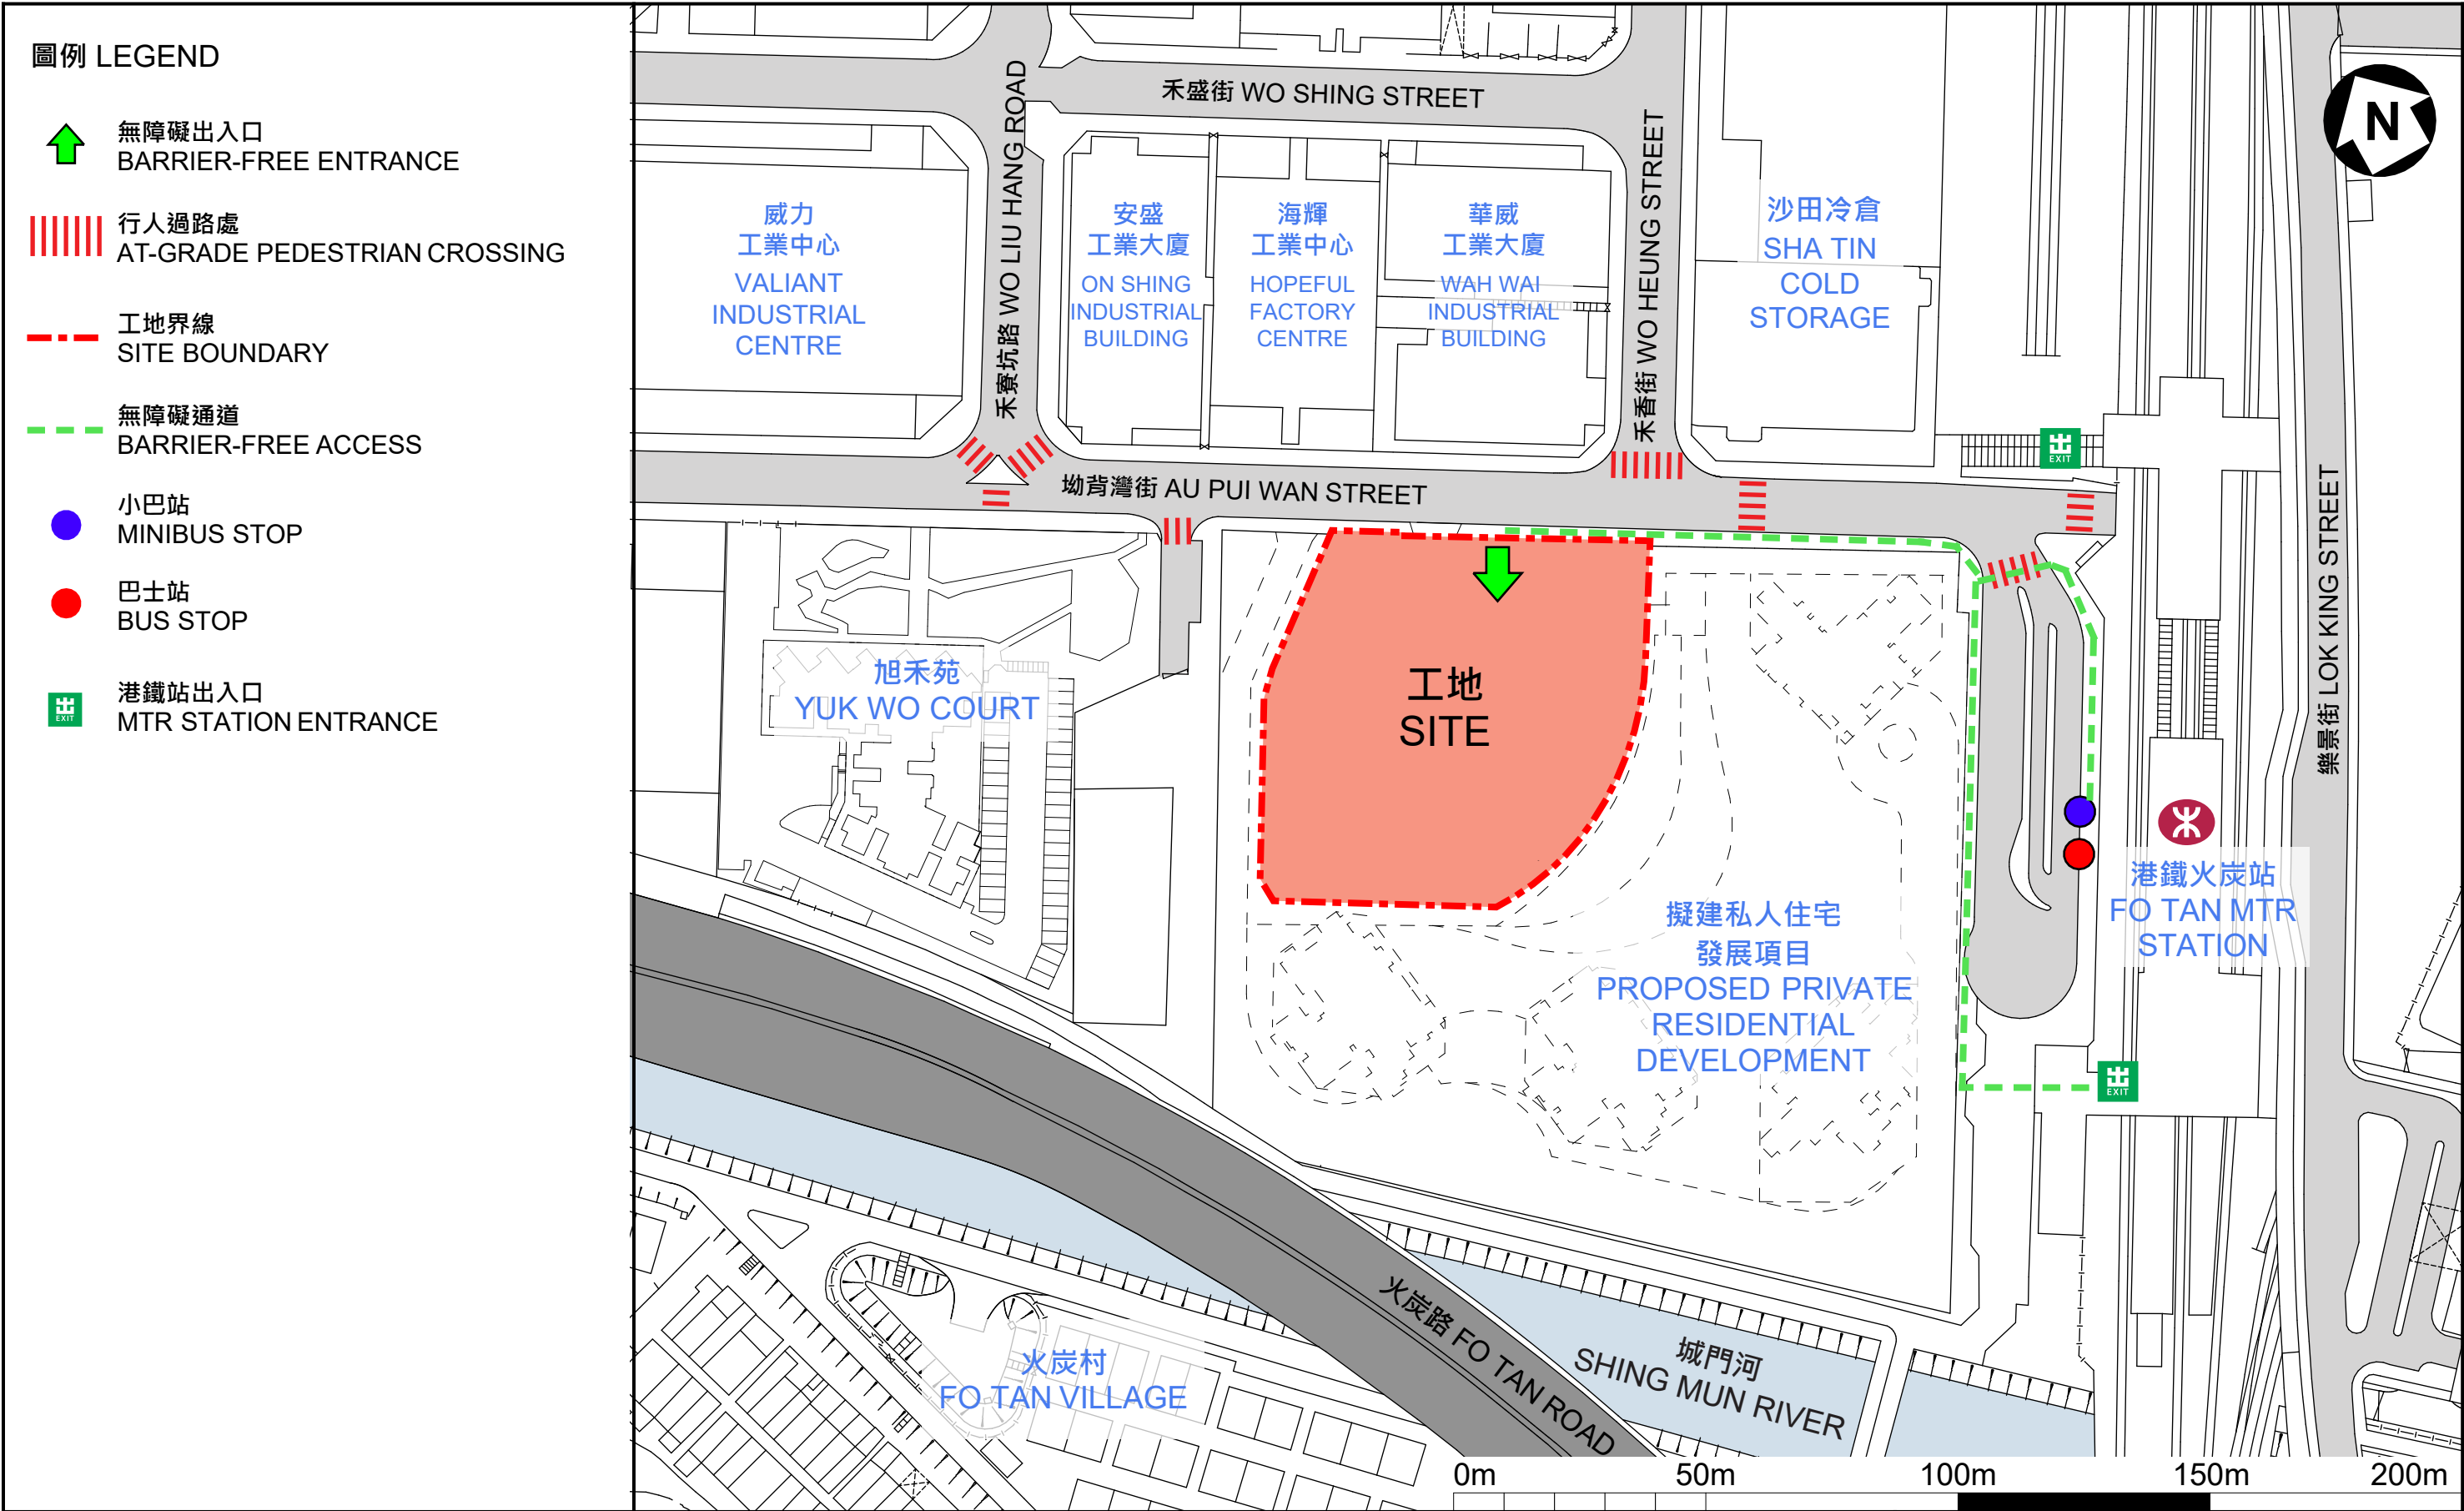 圖例 LEGEND
無障礙出入口
BARRIER-FREE ENTRANCE
行人過路處
AT-GRADE PEDESTRIAN CROSSING
工地界線
SITE BOUNDARY
無障礙通道
BARRIER-FREE ACCESS
小巴站
MINIBUS STOP
巴士站
BUS STOP
出
EXIT
港鐵站出入口
MTR STATION ENTRANCE
N
禾盛街 WO SHING STREET
禾寮坑路 WO LIU HANG ROAD
禾香街 WO HEUNG STREET
威力
工業中心
VALIANT
INDUSTRIAL
CENTRE
安盛
工業大廈
ON SHING
INDUSTRIAL
BUILDING
海輝
工業中心
HOPEFUL
FACTORY
CENTRE
華威
工業大廈
WAH WAI
INDUSTRIAL
BUILDING
沙田冷倉
SHA TIN
COLD
STORAGE
出
EXIT
坳背灣街 AU PUI WAN STREET
樂景街 LOK KING STREET
旭禾苑
YUK WO COURT
工地
SITE
港鐵火炭站
FO TAN MTR
STATION
擬建私人住宅
發展項目
PROPOSED PRIVATE
RESIDENTIAL
DEVELOPMENT
出
EXIT
火炭路 FO TAN ROAD
城門河
SHING MUN RIVER
火炭村
FO TAN VILLAGE
0m 50m 100m 150m 200m